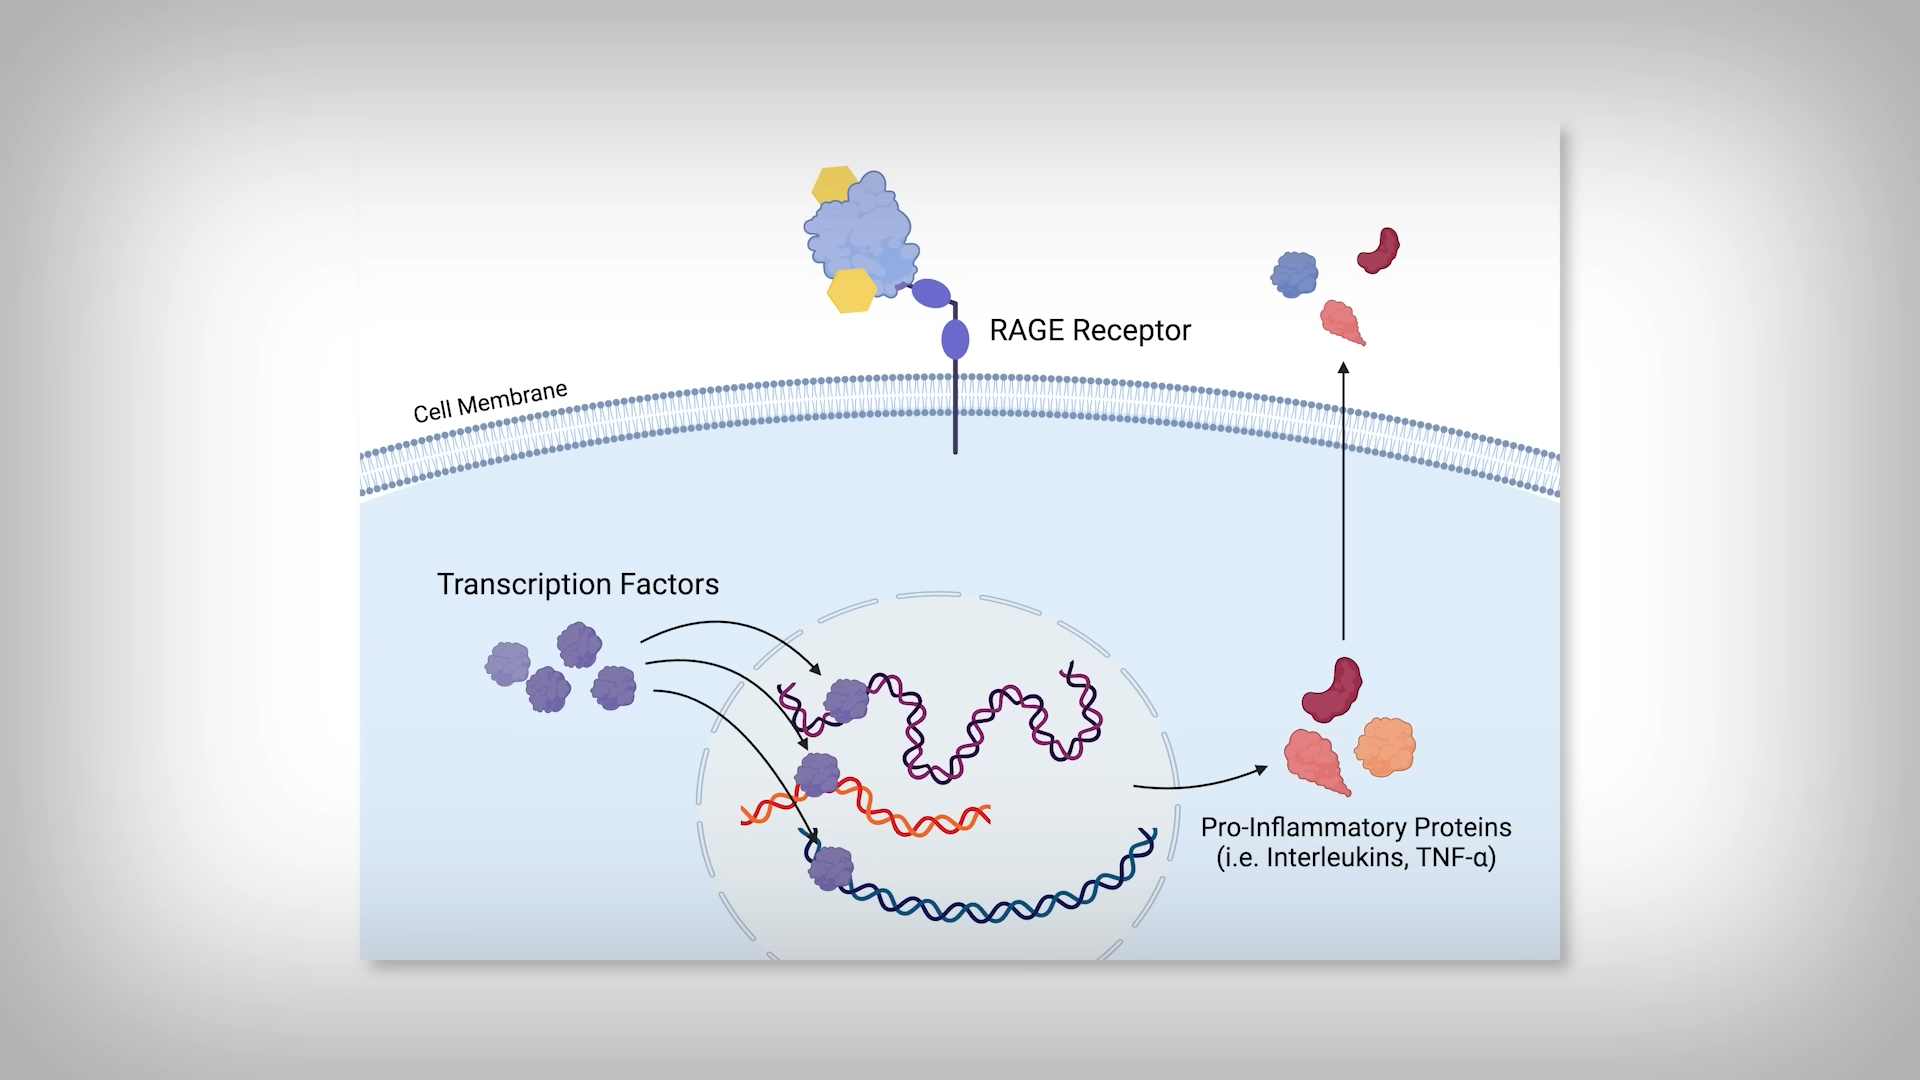 RAGE Receptor
Cell Membrane
Transcription Factors
Pro-Inflammatory Proteins
(i.e. Interleukins, TNF-α)